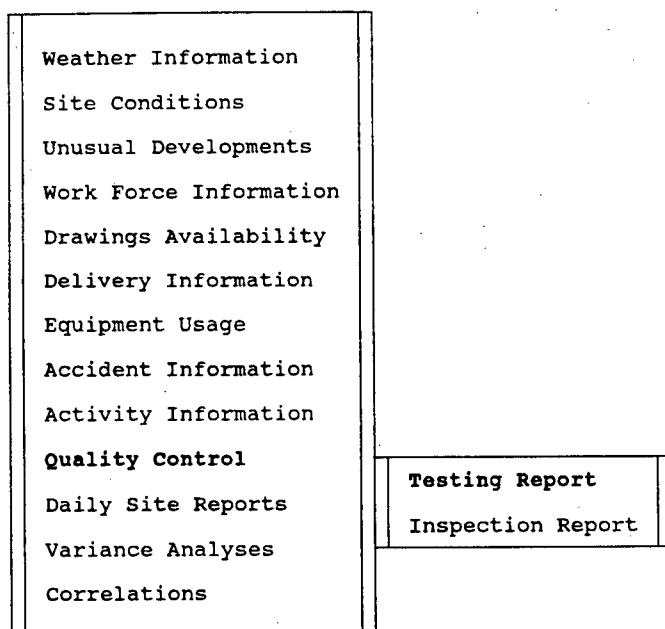 Weather Information
Site Conditions
Unusual Developments
Work Force Information
Drawings Availability
Delivery Information
Equipment Usage
Accident Information
Activity Information
Quality Control
Daily Site Reports
Variance Analyses
Correlations
Testing Report
Inspection Report